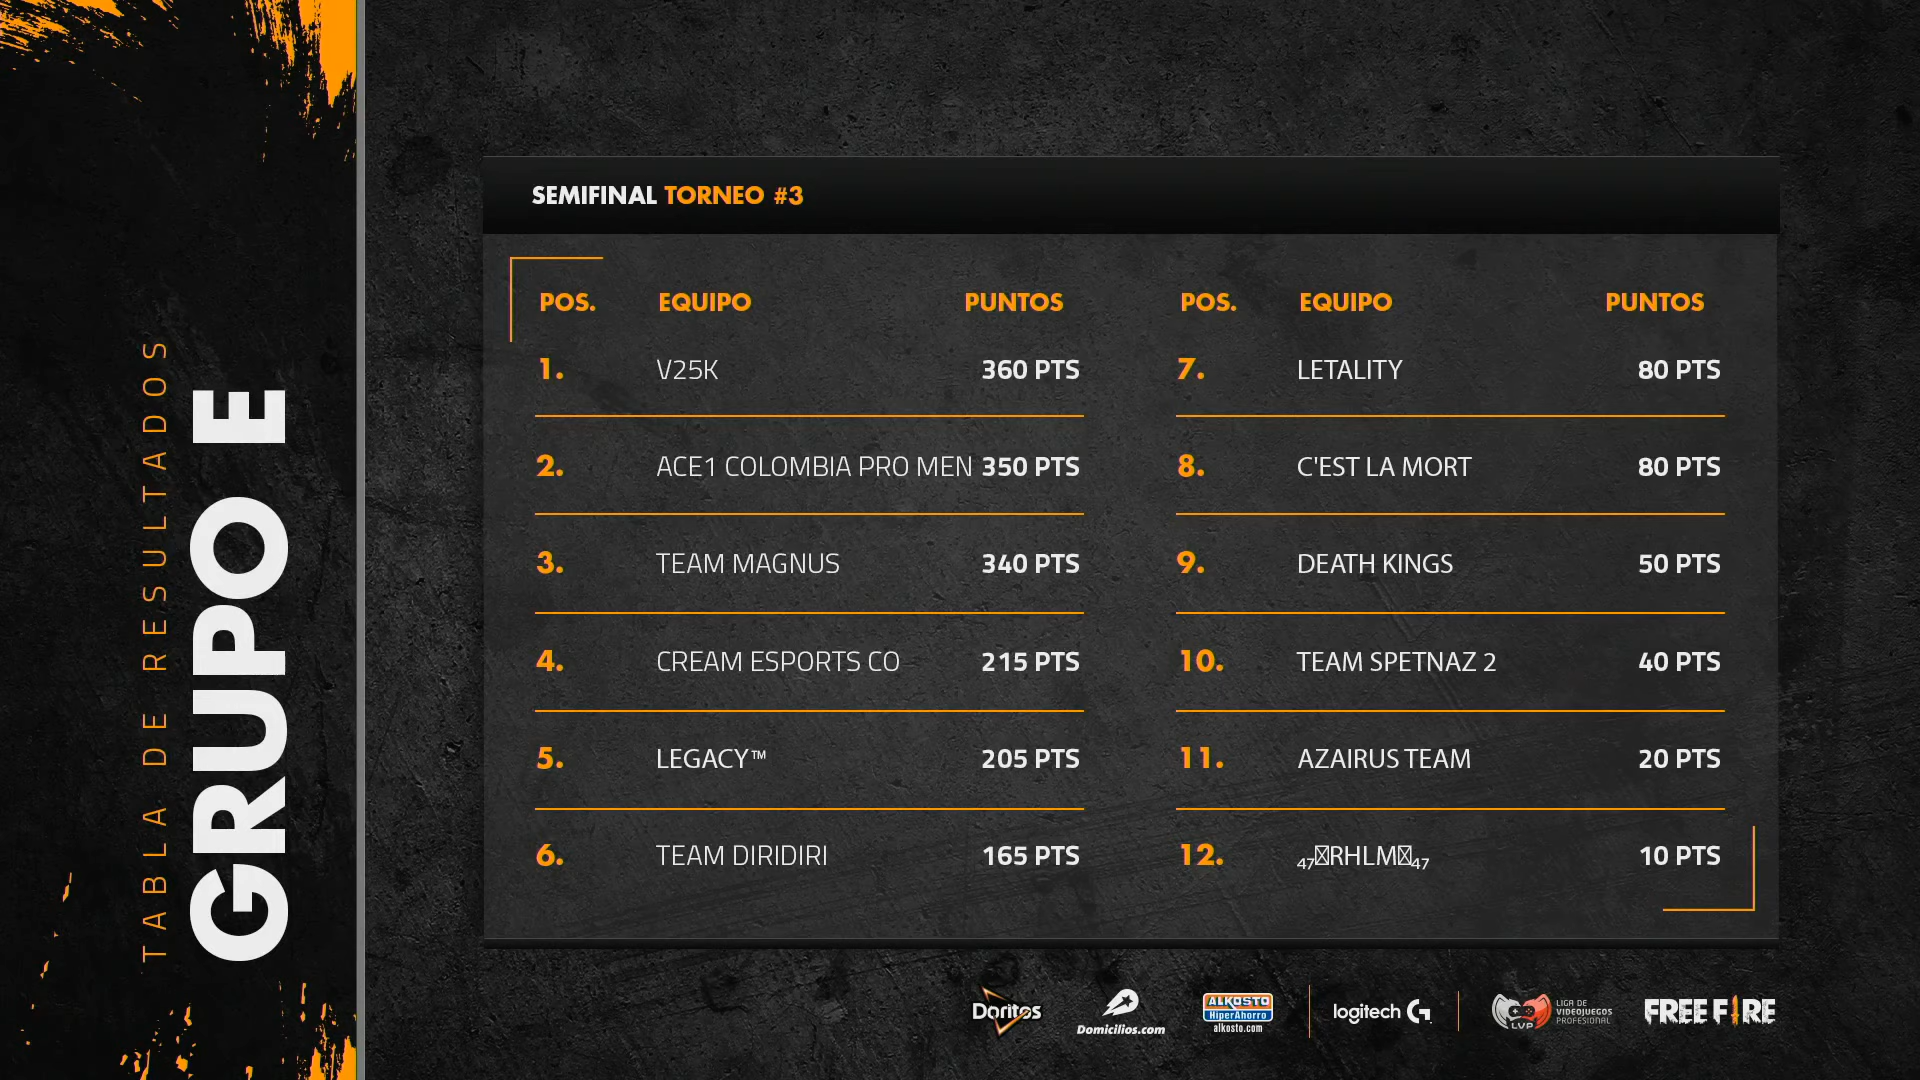 TABLA DE RESULTADOS
GRUPO E
SEMIFINAL TORNEO #3
POS. EQUIPO PUNTOS
1. V25K 360 PTS
2. ACE1 COLOMBIA PRO MEN 350 PTS
3. TEAM MAGNUS 340 PTS
4. CREAM ESPORTS CO 215 PTS
5. LEGACY™ 205 PTS
6. TEAM DIRIDIRI 165 PTS
POS. EQUIPO PUNTOS
7. LETALITY 80 PTS
8. C'EST LA MORT 80 PTS
9. DEATH KINGS 50 PTS
10. TEAM SPETNAZ 2 40 PTS
11. AZAIRUS TEAM 20 PTS
12. ₄₇RHLM₄₇ 10 PTS
Doritos
Domicilios.com
ALKOSTO
HiperAhorro
alkosto.com
logitech G
LVP
LIGA DE
VIDEOJUEGOS
PROFESIONAL
FREE FIRE